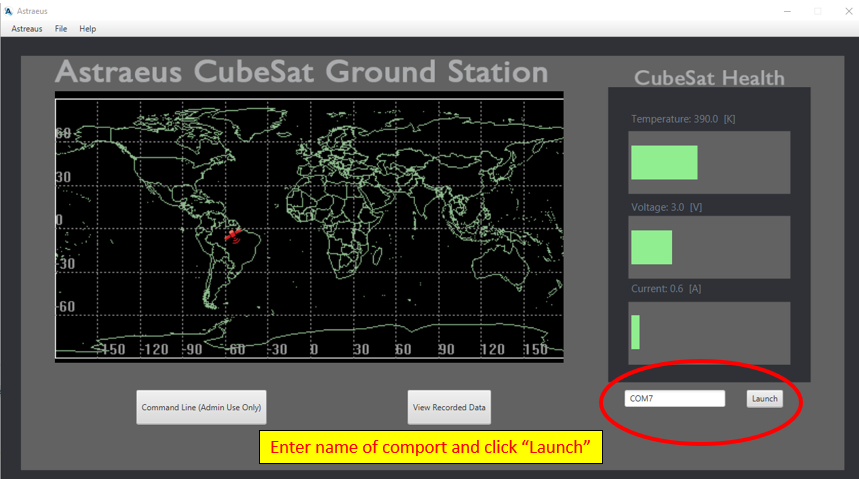 Astraeus
Astreaus File Help
Astraeus CubeSat Ground Station
CubeSat Health
60
30
0
-30
-60
-150 -120 -90 -60 -30 0 30 60 90 120 150
Temperature: 390.0 [K]
Voltage: 3.0 [V]
Current: 0.6 [A]
COM7 Launch
Command Line (Admin Use Only) View Recorded Data
Enter name of comport and click “Launch”